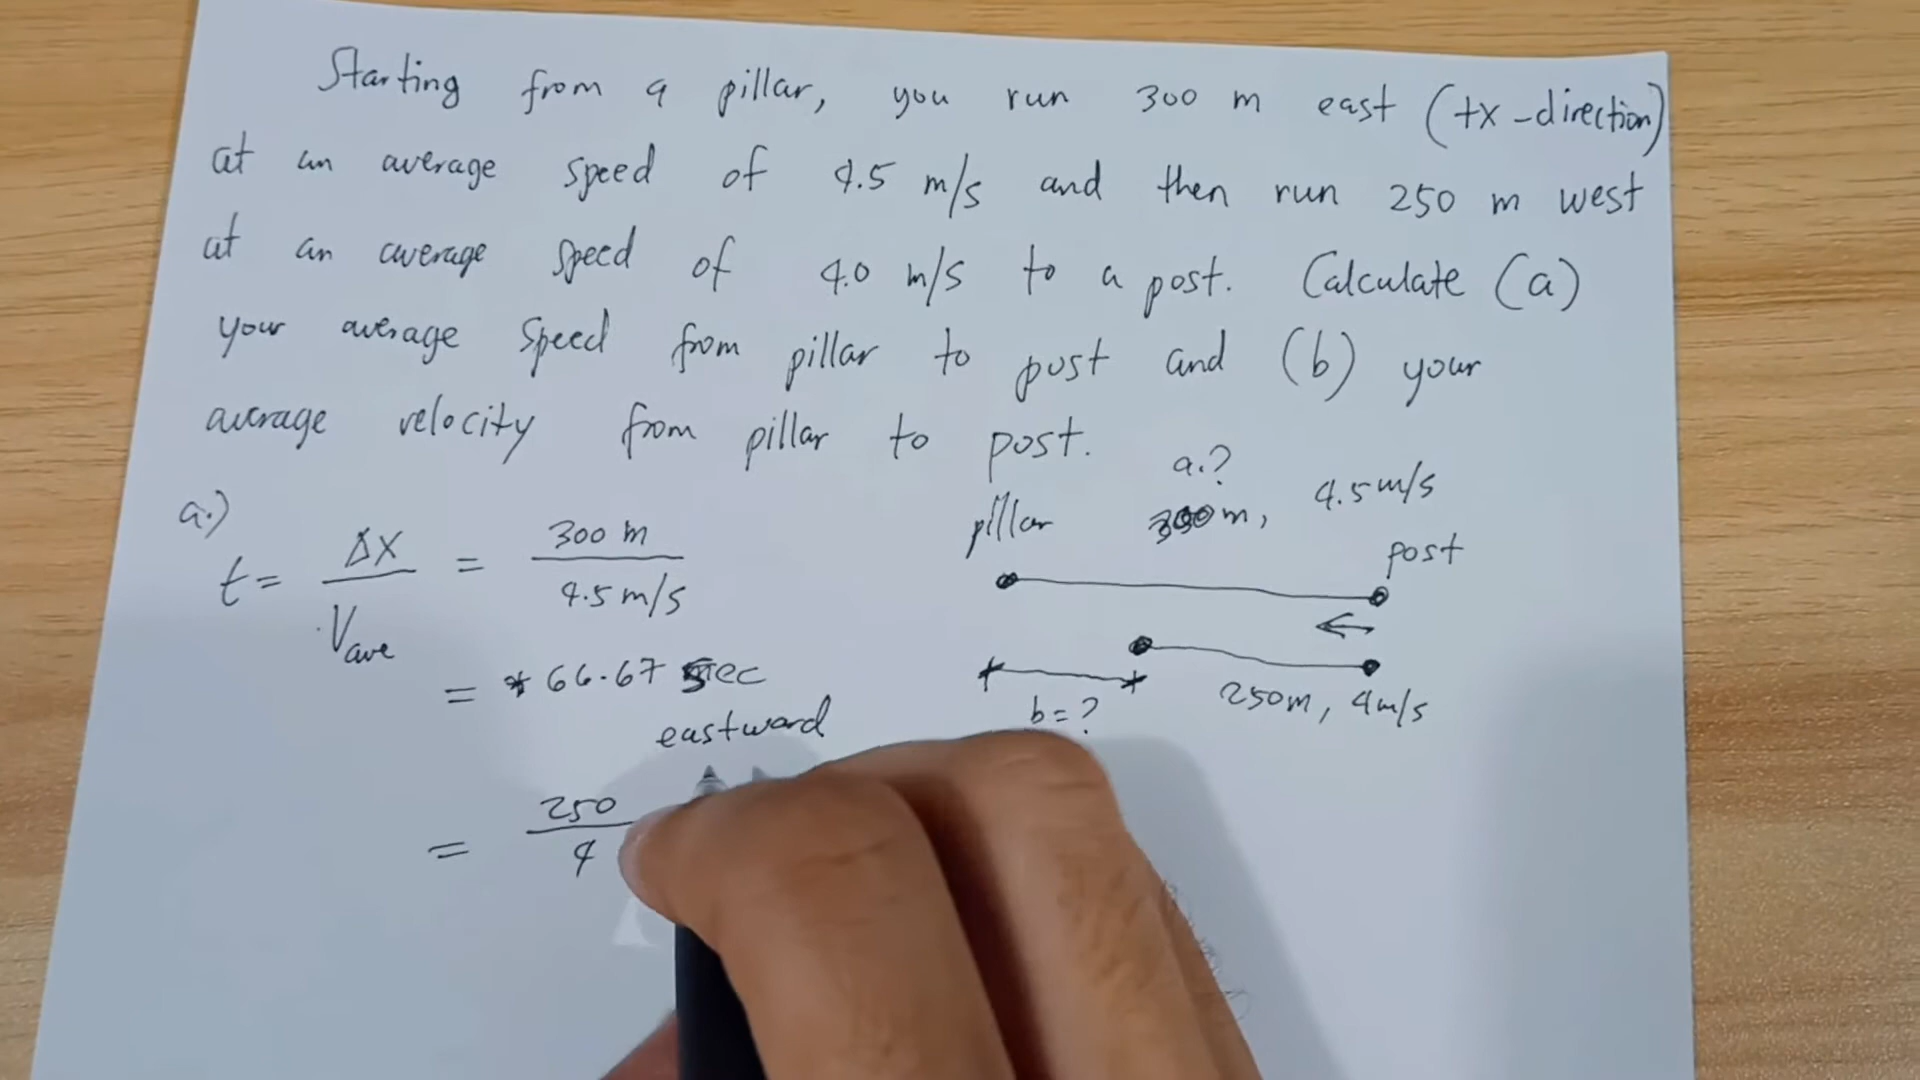 Starting from a pillar, you run 300 m east (+x-direction)
at an average speed of 4.5 m/s and then run 250 m west
at an average speed of 4.0 m/s to a post. Calculate (a)
your average speed from pillar to post and (b) your
average velocity from pillar to post.
a.)
t = Δx / Vave = 300 m / 4.5 m/s
= 66.67 sec
eastward
= 250 / 4
a.?
pillar 300m, 4.5m/s
post
←
250m, 4m/s
b=?